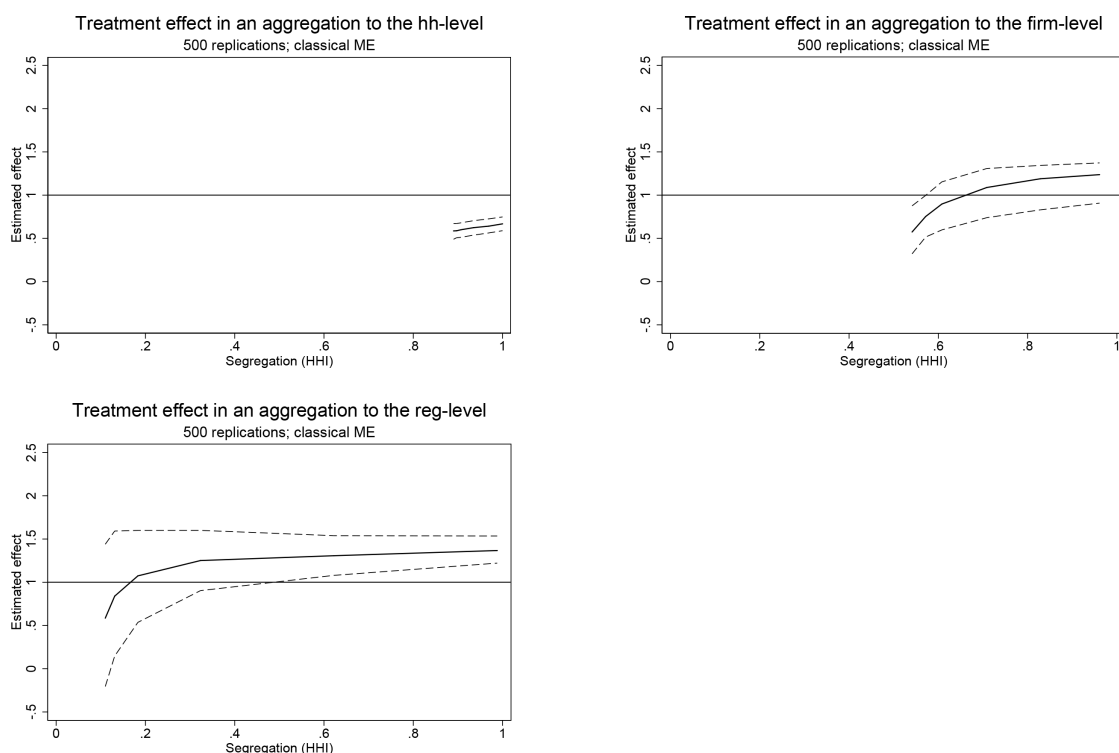 Treatment effect in an aggregation to the hh-level
500 replications; classical ME
Estimated effect
2.5
2
1.5
1
.5
0
-.5
0 .2 .4 .6 .8 1
Segregation (HHI)
Treatment effect in an aggregation to the firm-level
500 replications; classical ME
Estimated effect
2.5
2
1.5
1
.5
0
-.5
0 .2 .4 .6 .8 1
Segregation (HHI)
Treatment effect in an aggregation to the reg-level
500 replications; classical ME
Estimated effect
2.5
2
1.5
1
.5
0
-.5
0 .2 .4 .6 .8 1
Segregation (HHI)